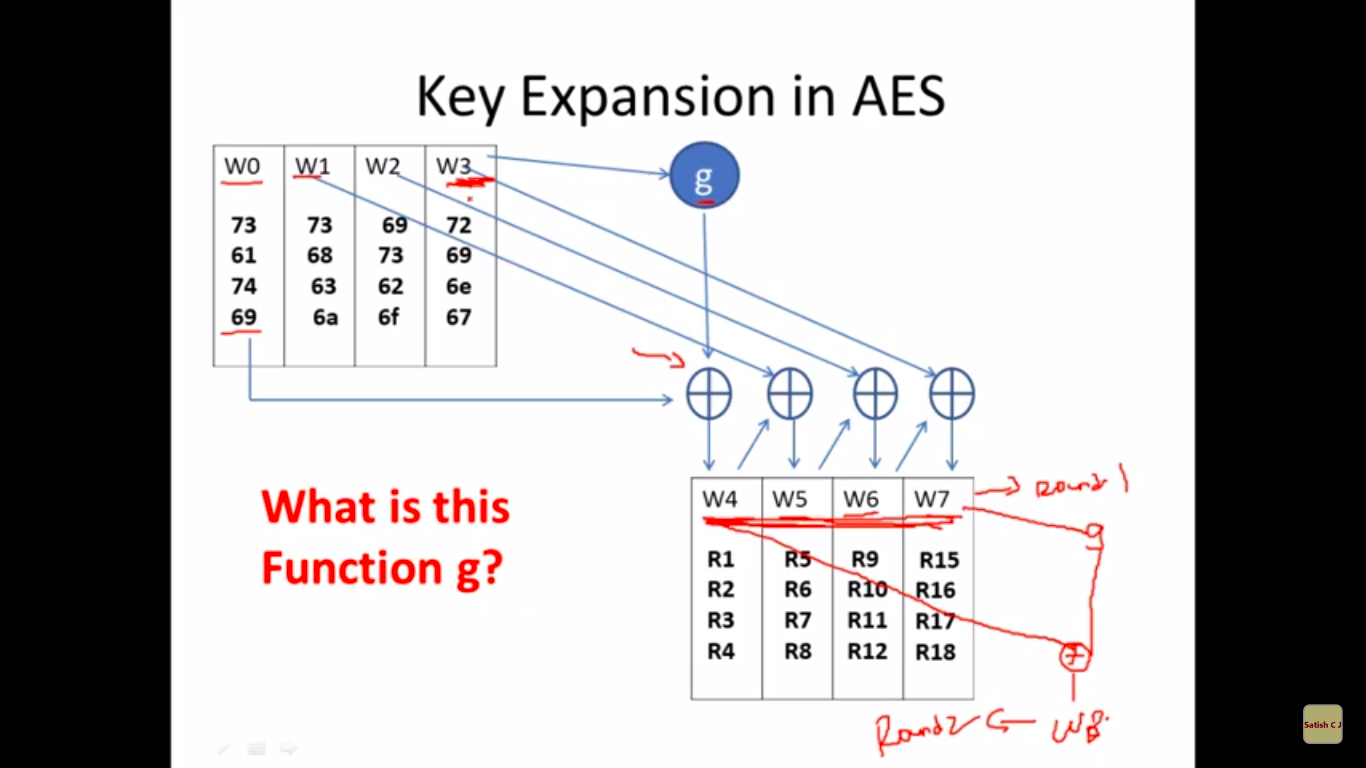 Key Expansion in AES
W0 W1 W2 W3
73 73 69 72
61 68 73 69
74 63 62 6e
69 6a 6f 67
g
What is this
Function g?
W4 W5 W6 W7
R1 R5 R9 R15
R2 R6 R10 R16
R3 R7 R11 R17
R4 R8 R12 R18
Round 1
g
Round 2
W8
Satish C J